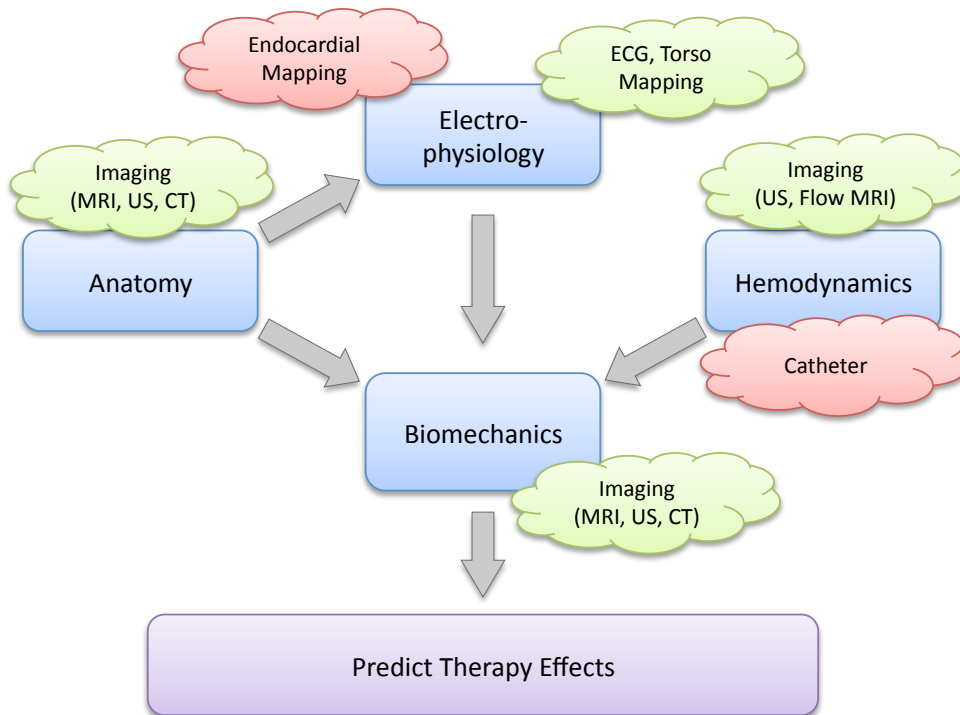 Endocardial
Mapping
ECG, Torso
Mapping
Electro-
physiology
Imaging
(MRI, US, CT)
Imaging
(US, Flow MRI)
Anatomy
Hemodynamics
Catheter
Biomechanics
Imaging
(MRI, US, CT)
Predict Therapy Effects